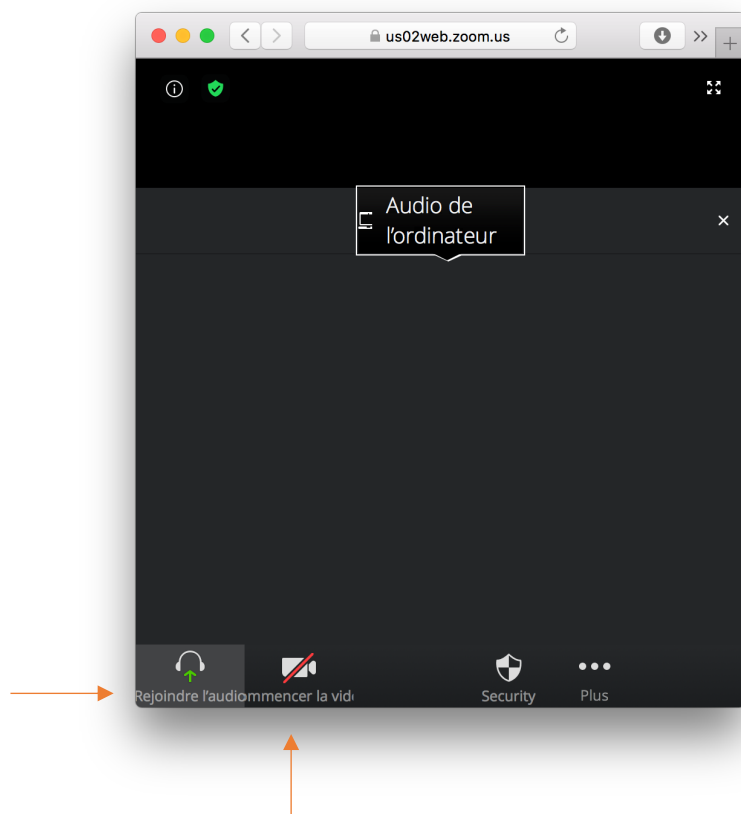 us02web.zoom.us
Audio de
l'ordinateur
Rejoindre l'audio
mmencer la vid
Security
Plus